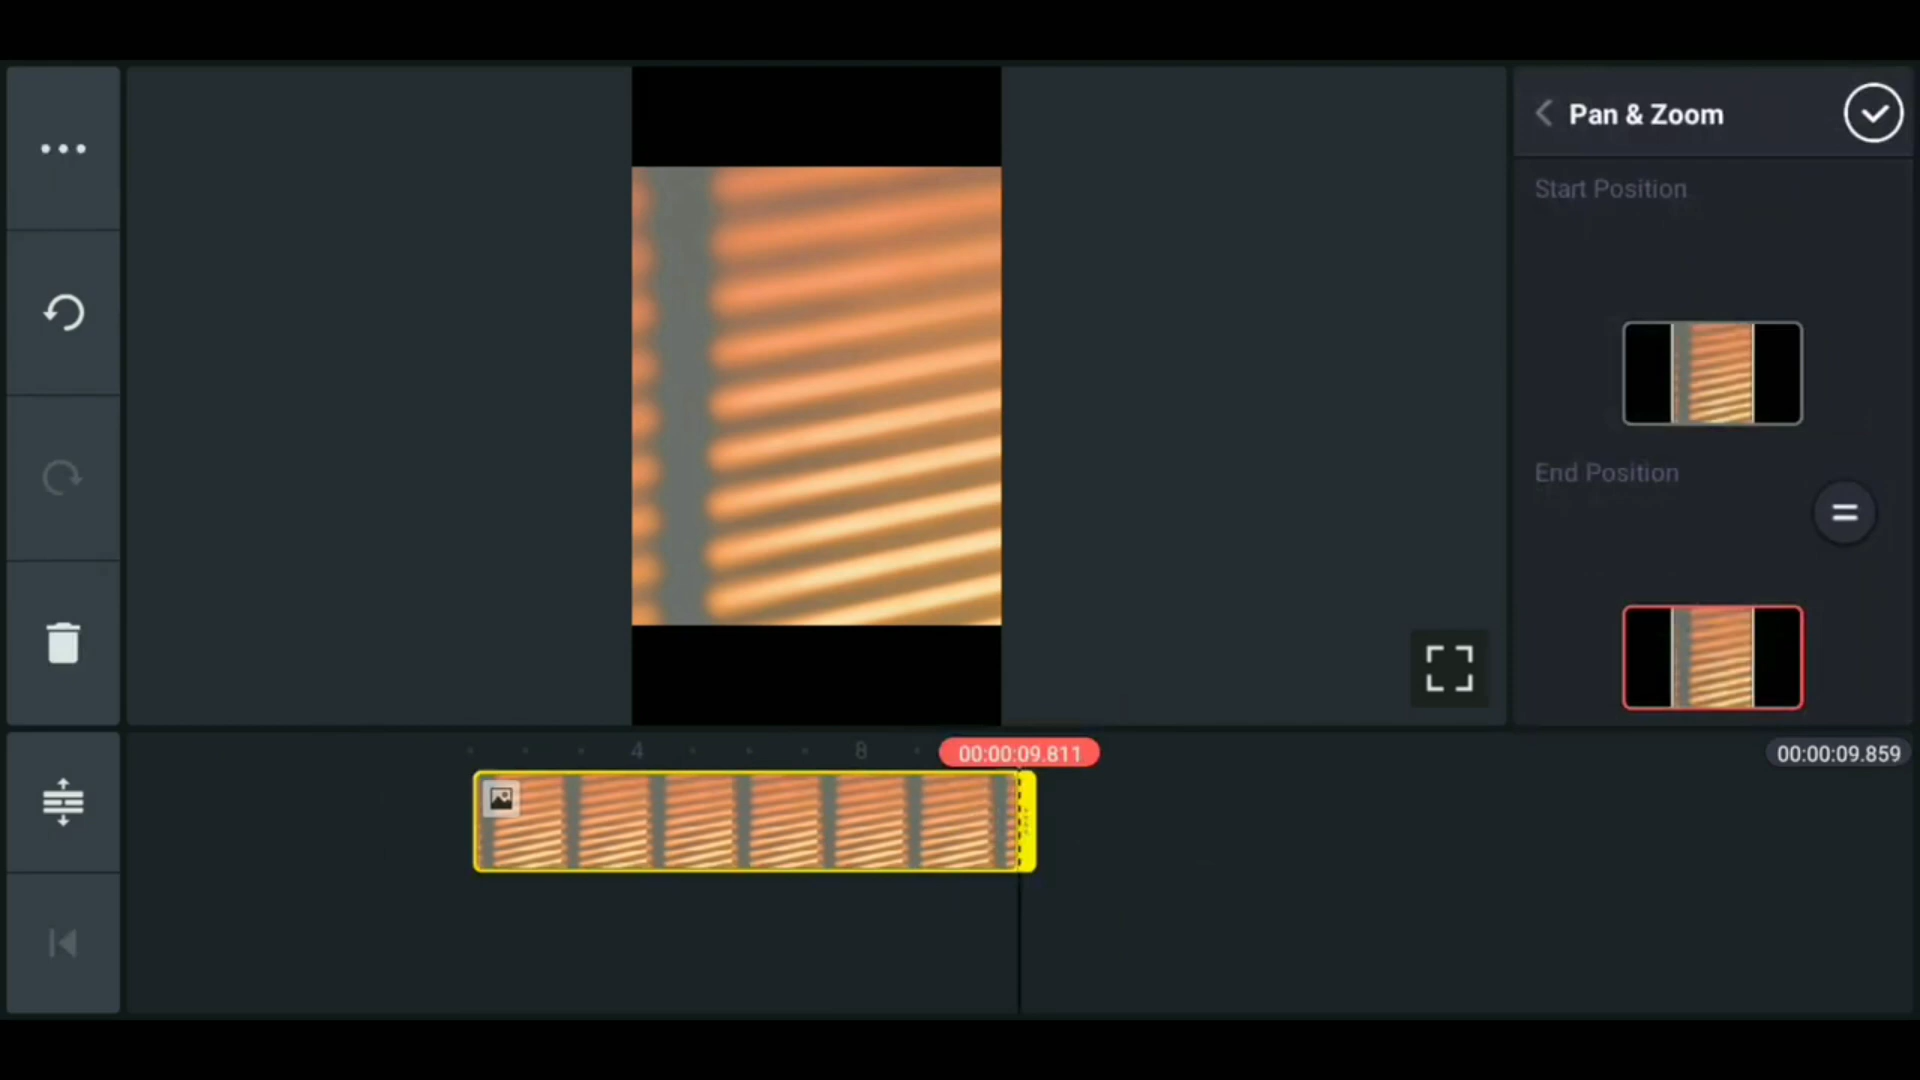 Pan & Zoom
Start Position
End Position
4
8
00:00:09.811
00:00:09.859